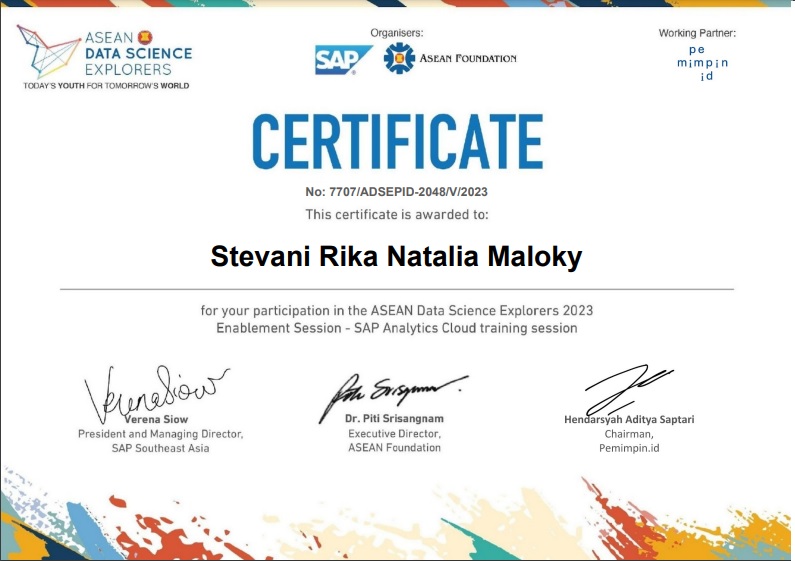 ASEAN
DATA SCIENCE
EXPLORERS
TODAY'S YOUTH FOR TOMORROW'S WORLD
Organisers:
SAP
ASEAN FOUNDATION
Working Partner:
pe
mimpin
id
CERTIFICATE
No: 7707/ADSEPID-2048/V/2023
This certificate is awarded to:
Stevani Rika Natalia Maloky
for your participation in the ASEAN Data Science Explorers 2023
Enablement Session - SAP Analytics Cloud training session
Verena Siow
Verena Siow
President and Managing Director,
SAP Southeast Asia
Piti Srisangnam
Dr. Piti Srisangnam
Executive Director,
ASEAN Foundation
Hendarsyah Aditya Saptari
Chairman,
Pemimpin.id